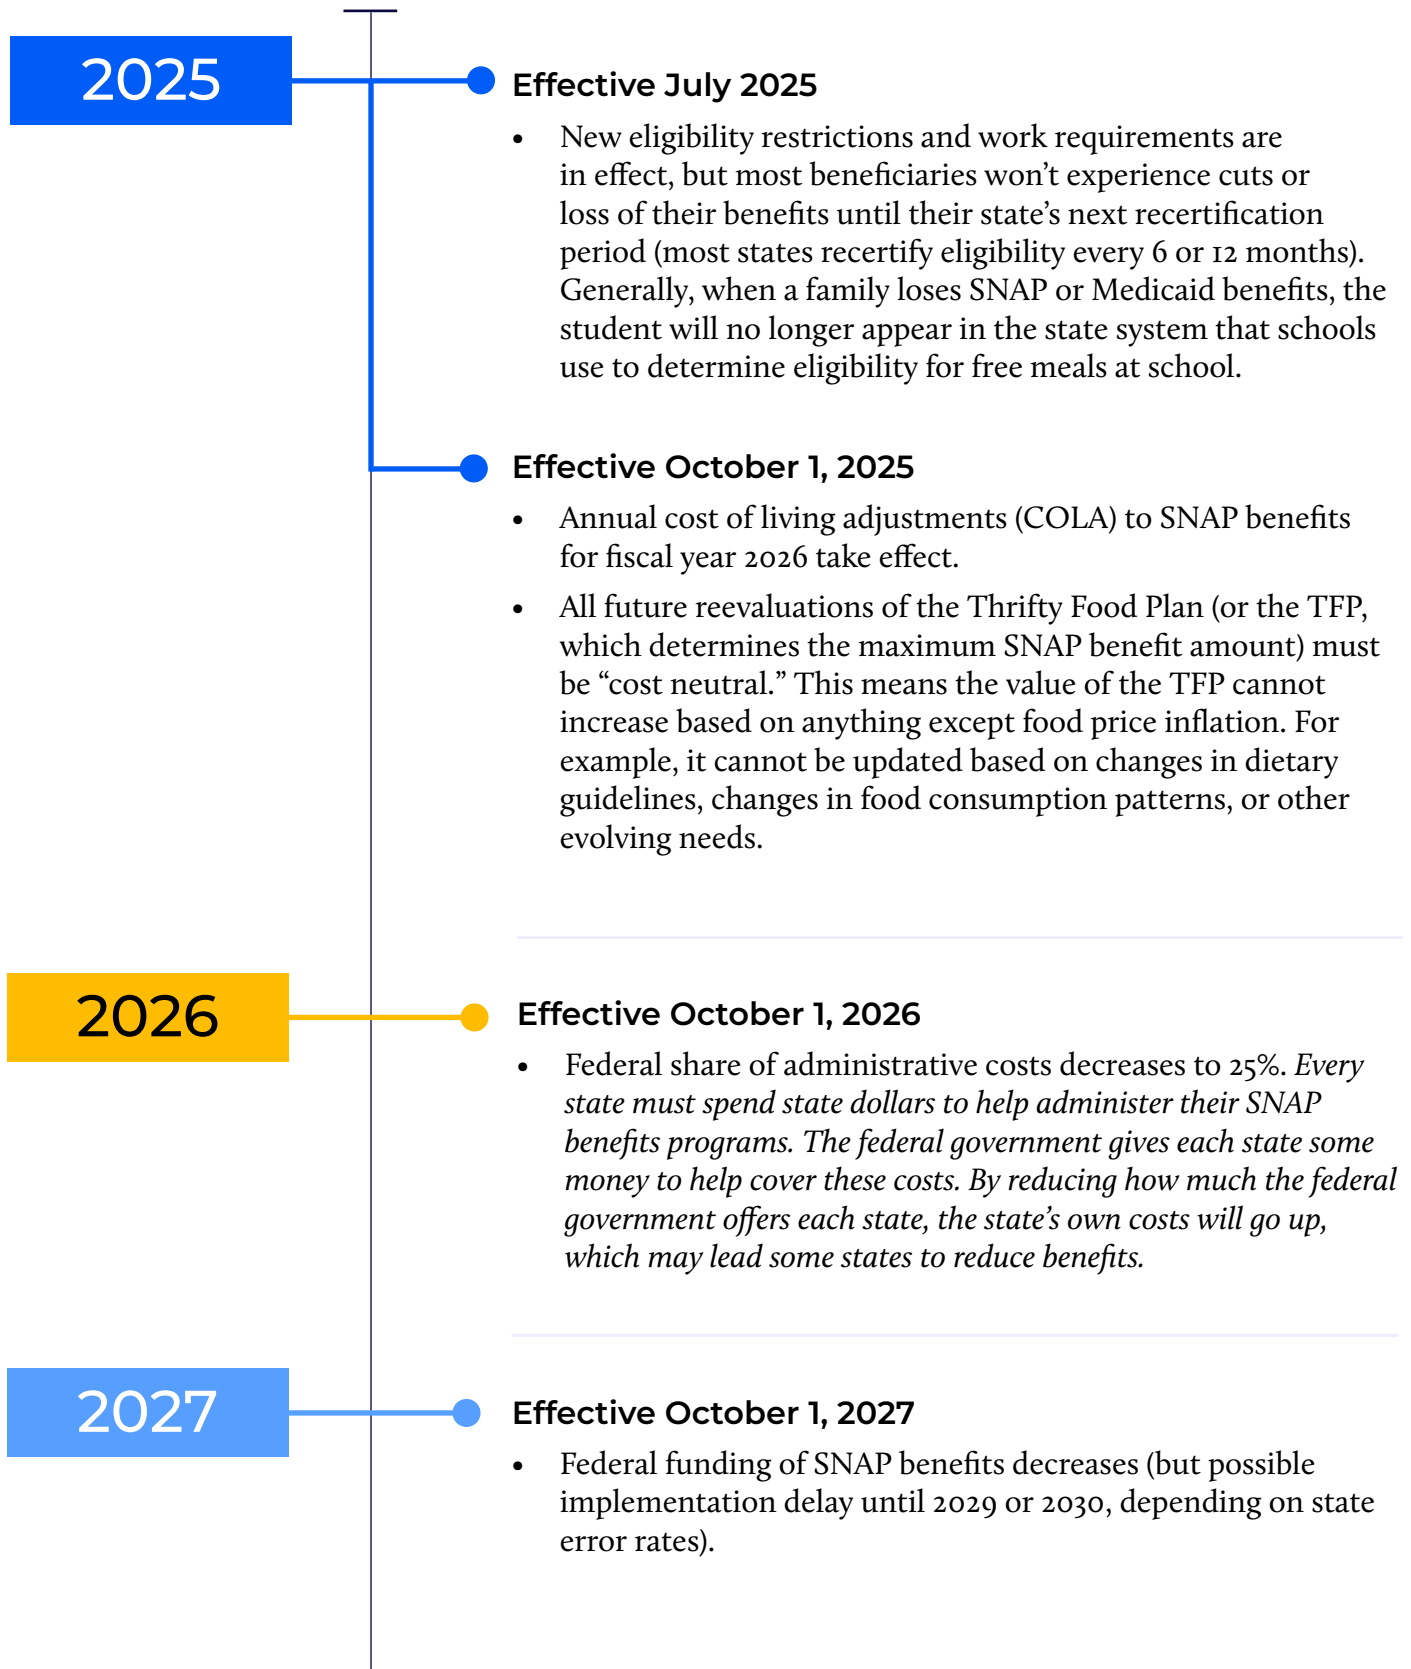 2025
Effective July 2025
• New eligibility restrictions and work requirements are
in effect, but most beneficiaries won’t experience cuts or
loss of their benefits until their state’s next recertification
period (most states recertify eligibility every 6 or 12 months).
Generally, when a family loses SNAP or Medicaid benefits, the
student will no longer appear in the state system that schools
use to determine eligibility for free meals at school.
Effective October 1, 2025
• Annual cost of living adjustments (COLA) to SNAP benefits
for fiscal year 2026 take effect.
• All future reevaluations of the Thrifty Food Plan (or the TFP,
which determines the maximum SNAP benefit amount) must
be “cost neutral.” This means the value of the TFP cannot
increase based on anything except food price inflation. For
example, it cannot be updated based on changes in dietary
guidelines, changes in food consumption patterns, or other
evolving needs.
2026
Effective October 1, 2026
• Federal share of administrative costs decreases to 25%. Every
state must spend state dollars to help administer their SNAP
benefits programs. The federal government gives each state some
money to help cover these costs. By reducing how much the federal
government offers each state, the state’s own costs will go up,
which may lead some states to reduce benefits.
2027
Effective October 1, 2027
• Federal funding of SNAP benefits decreases (but possible
implementation delay until 2029 or 2030, depending on state
error rates).